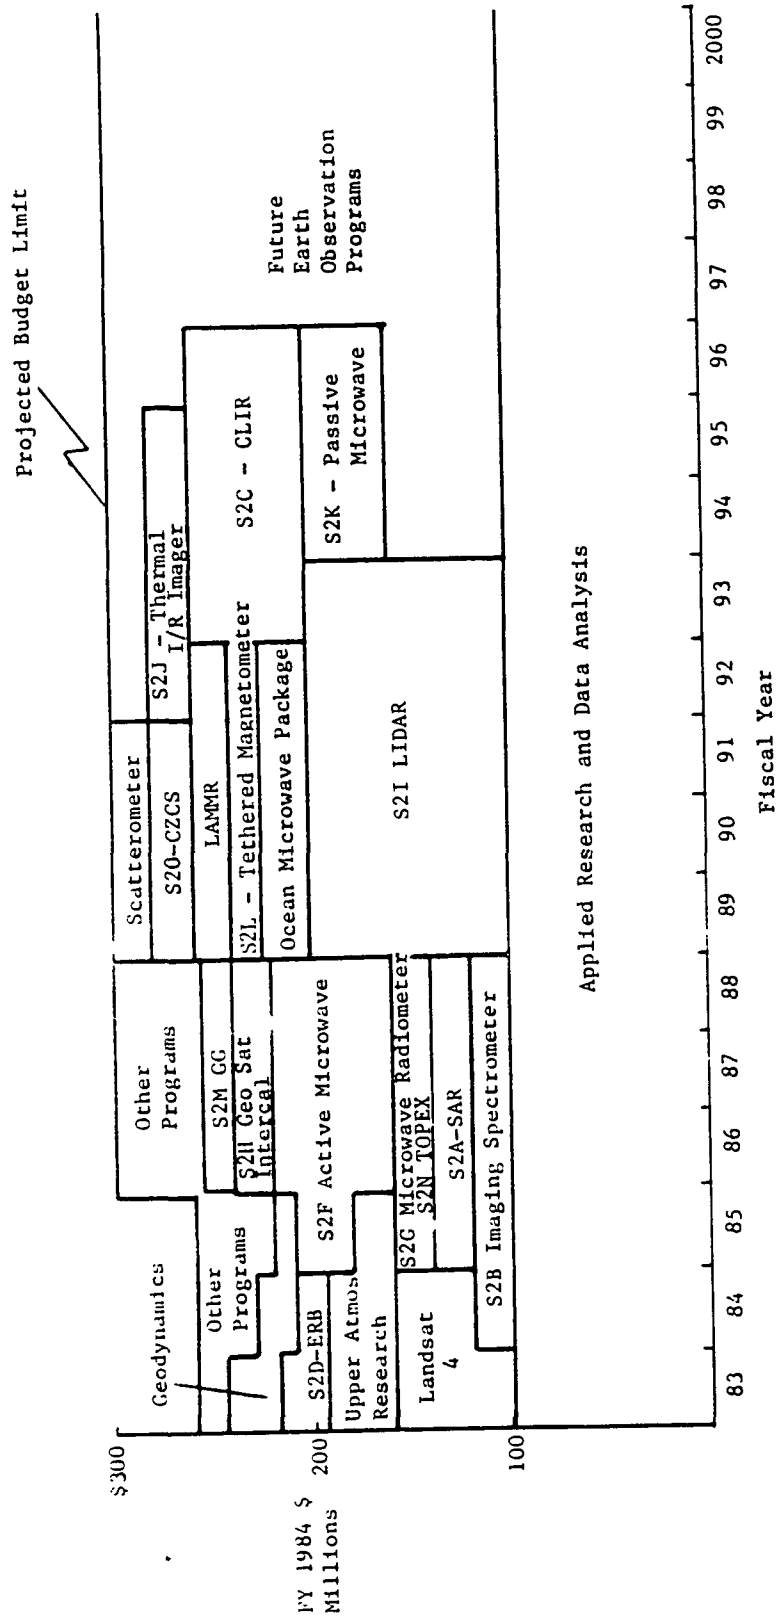 Projected Budget Limit
$300
200
100
FY 1984 $
Millions
Geodynamics
Other
Programs
Other
Programs
S2M GG
S2H Geo Sat
Intercal
S2D-ERB
Upper Atmos
Research
S2F Active Microwave
Landsat
4
S2G Microwave Radiometer
S2N TOPEX
S2A-SAR
S2B Imaging Spectrometer
Scatterometer
S2O-CZCS
LAMMR
S2L - Tethered Magnetometer
Ocean Microwave Package
S2I LIDAR
S2J - Thermal
I/R Imager
S2C - CLIR
S2K - Passive
Microwave
Future
Earth
Observation
Programs
Applied Research and Data Analysis
83 84 85 86 87 88 89 90 91 92 93 94 95 96 97 98 99 2000
Fiscal Year